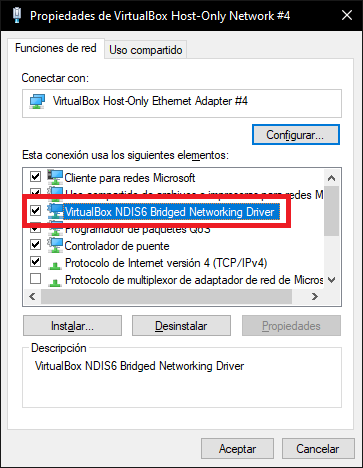 Propiedades de VirtualBox Host-Only Network #4
Funciones de red
Uso compartido
Conectar con:
VirtualBox Host-Only Ethernet Adapter #4
Configurar...
Esta conexión usa los siguientes elementos:
Cliente para redes Microsoft
Uso compartido de archivos e impresoras para redes M
VirtualBox NDIS6 Bridged Networking Driver
Programador de paquetes QoS
Controlador de puente
Protocolo de Internet versión 4 (TCP/IPv4)
Protocolo de multiplexor de adaptador de red de Micros
Instalar...
Desinstalar
Propiedades
Descripción
VirtualBox NDIS6 Bridged Networking Driver
Aceptar
Cancelar